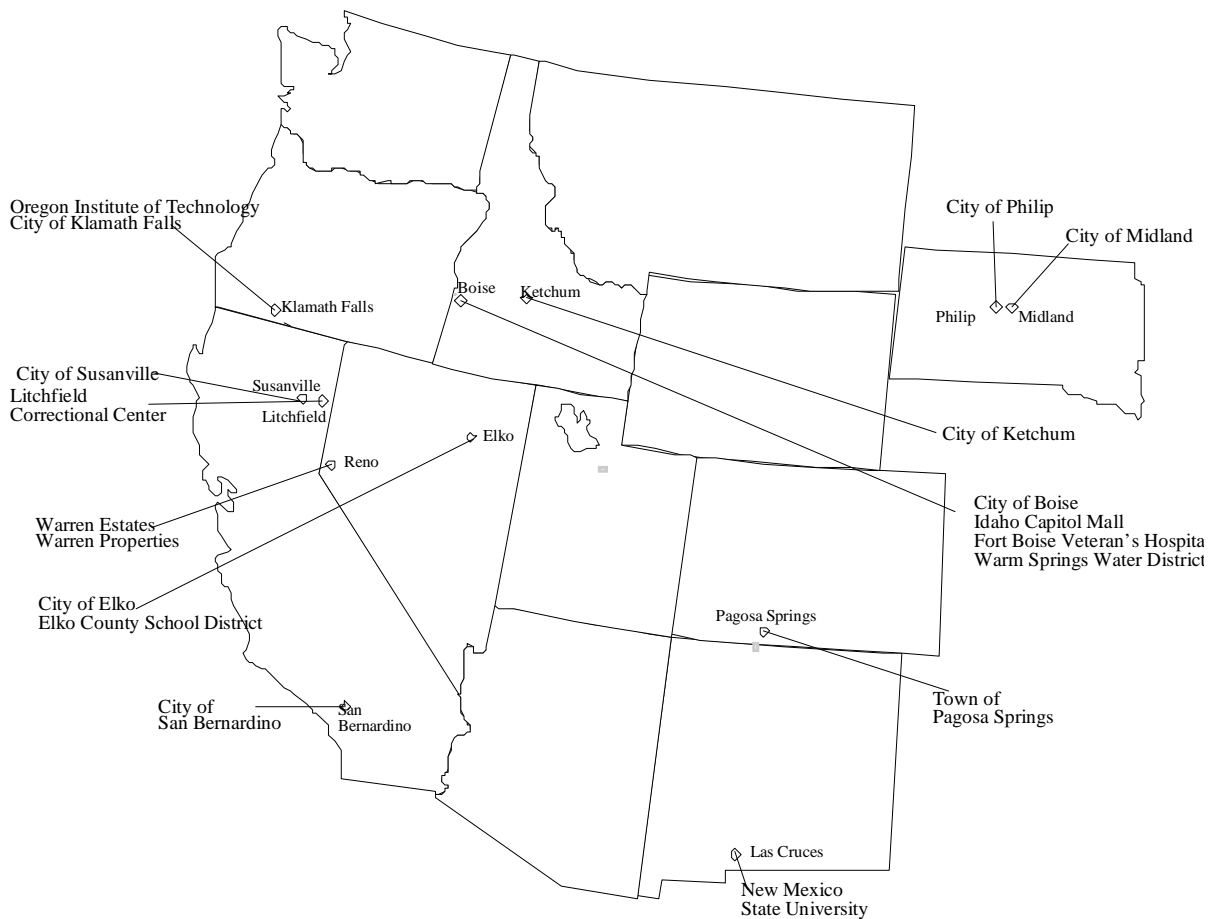 Oregon Institute of Technology
City of Klamath Falls
Klamath Falls
Boise
Ketchum
City of Philip
City of Midland
Philip
Midland
City of Susanville
Litchfield
Correctional Center
Susanville
Litchfield
Elko
Reno
City of Ketchum
Warren Estates
Warren Properties
City of Boise
Idaho Capitol Mall
Fort Boise Veteran’s Hospita
Warm Springs Water District
City of Elko
Elko County School District
Pagosa Springs
Town of
Pagosa Springs
City of
San Bernardino
San
Bernardino
Las Cruces
New Mexico
State University